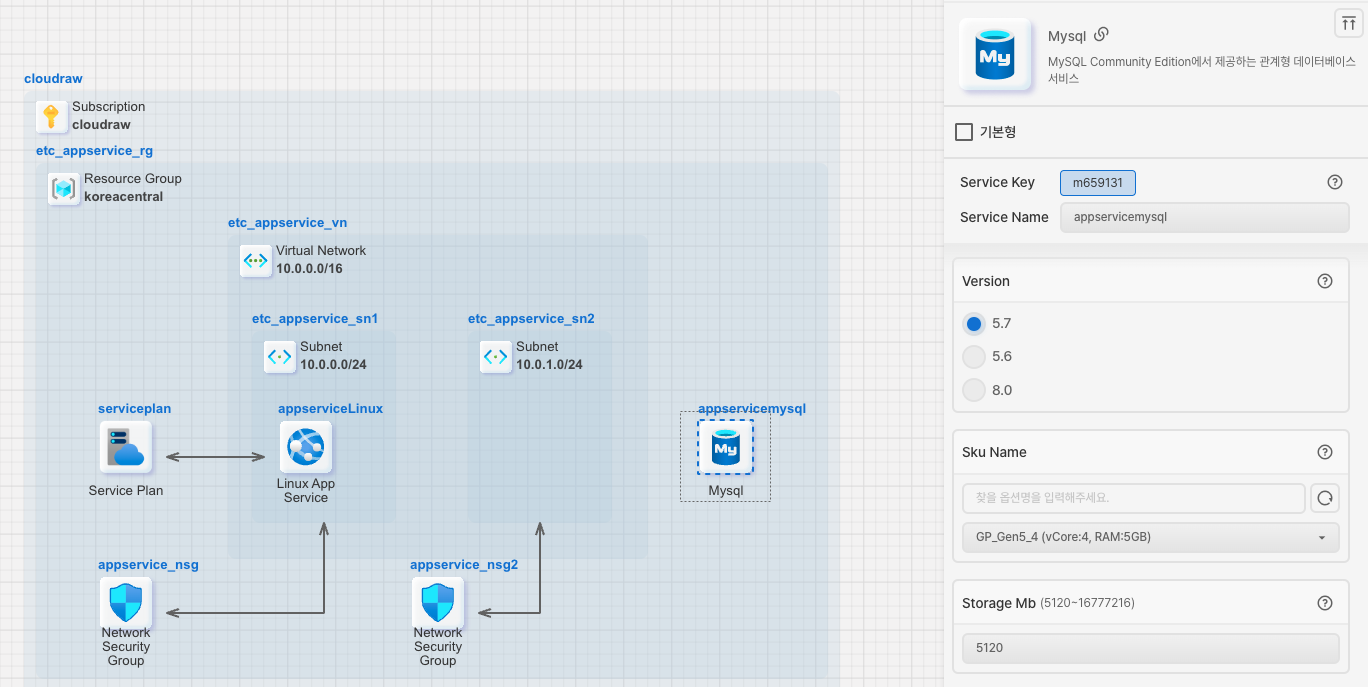 cloudraw
Subscription
cloudraw
etc_appservice_rg
Resource Group
koreacentral
etc_appservice_vn
Virtual Network
10.0.0.0/16
etc_appservice_sn1
Subnet
10.0.0.0/24
etc_appservice_sn2
Subnet
10.0.1.0/24
serviceplan
Service Plan
appserviceLinux
Linux App
Service
appservicemysql
My
Mysql
appservice_nsg
Network
Security
Group
appservice_nsg2
Network
Security
Group
My
Mysql
MySQL Community Edition에서 제공하는 관계형 데이터베이스
서비스
기본형
Service Key m659131
Service Name appservicemysql
Version
5.7
5.6
8.0
Sku Name
찾을 옵션명을 입력해주세요.
GP_Gen5_4 (vCore:4, RAM:5GB)
Storage Mb (5120~16777216)
5120